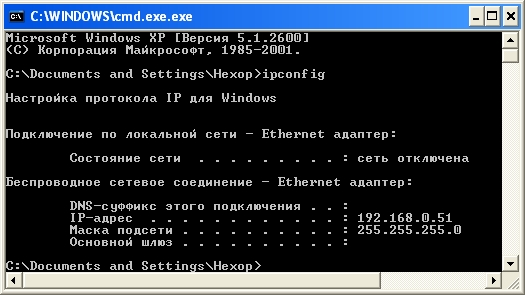 C:\WINDOWS\cmd.exe.exe
Microsoft Windows XP [Версия 5.1.2600]
(C) Корпорация Майкрософт, 1985-2001.
C:\Documents and Settings\Hexop>ipconfig
Настройка протокола IP для Windows
Подключение по локальной сети - Ethernet адаптер:
Состояние сети . . . . . . . . . : сеть отключена
Беспроводное сетевое соединение - Ethernet адаптер:
DNS-суффикс этого подключения . . :
IP-адрес . . . . . . . . . . . . : 192.168.0.51
Маска подсети . . . . . . . . . . : 255.255.255.0
Основной шлюз . . . . . . . . . . :
C:\Documents and Settings\Hexop>